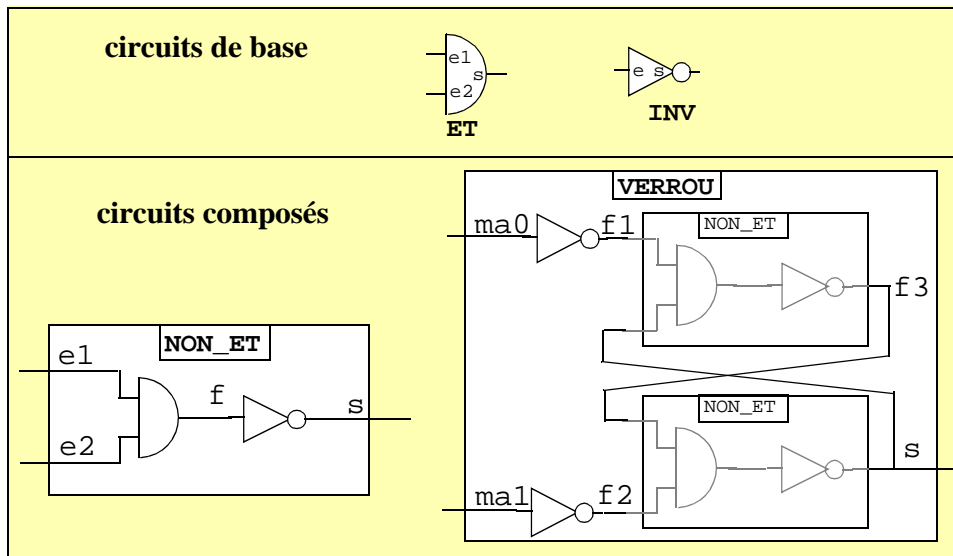 circuits de base
e1
e2
s
ET
e s
INV
circuits composés
NON_ET
e1
e2
f
s
VERROU
ma0
f1
NON_ET
f3
NON_ET
s
ma1
f2